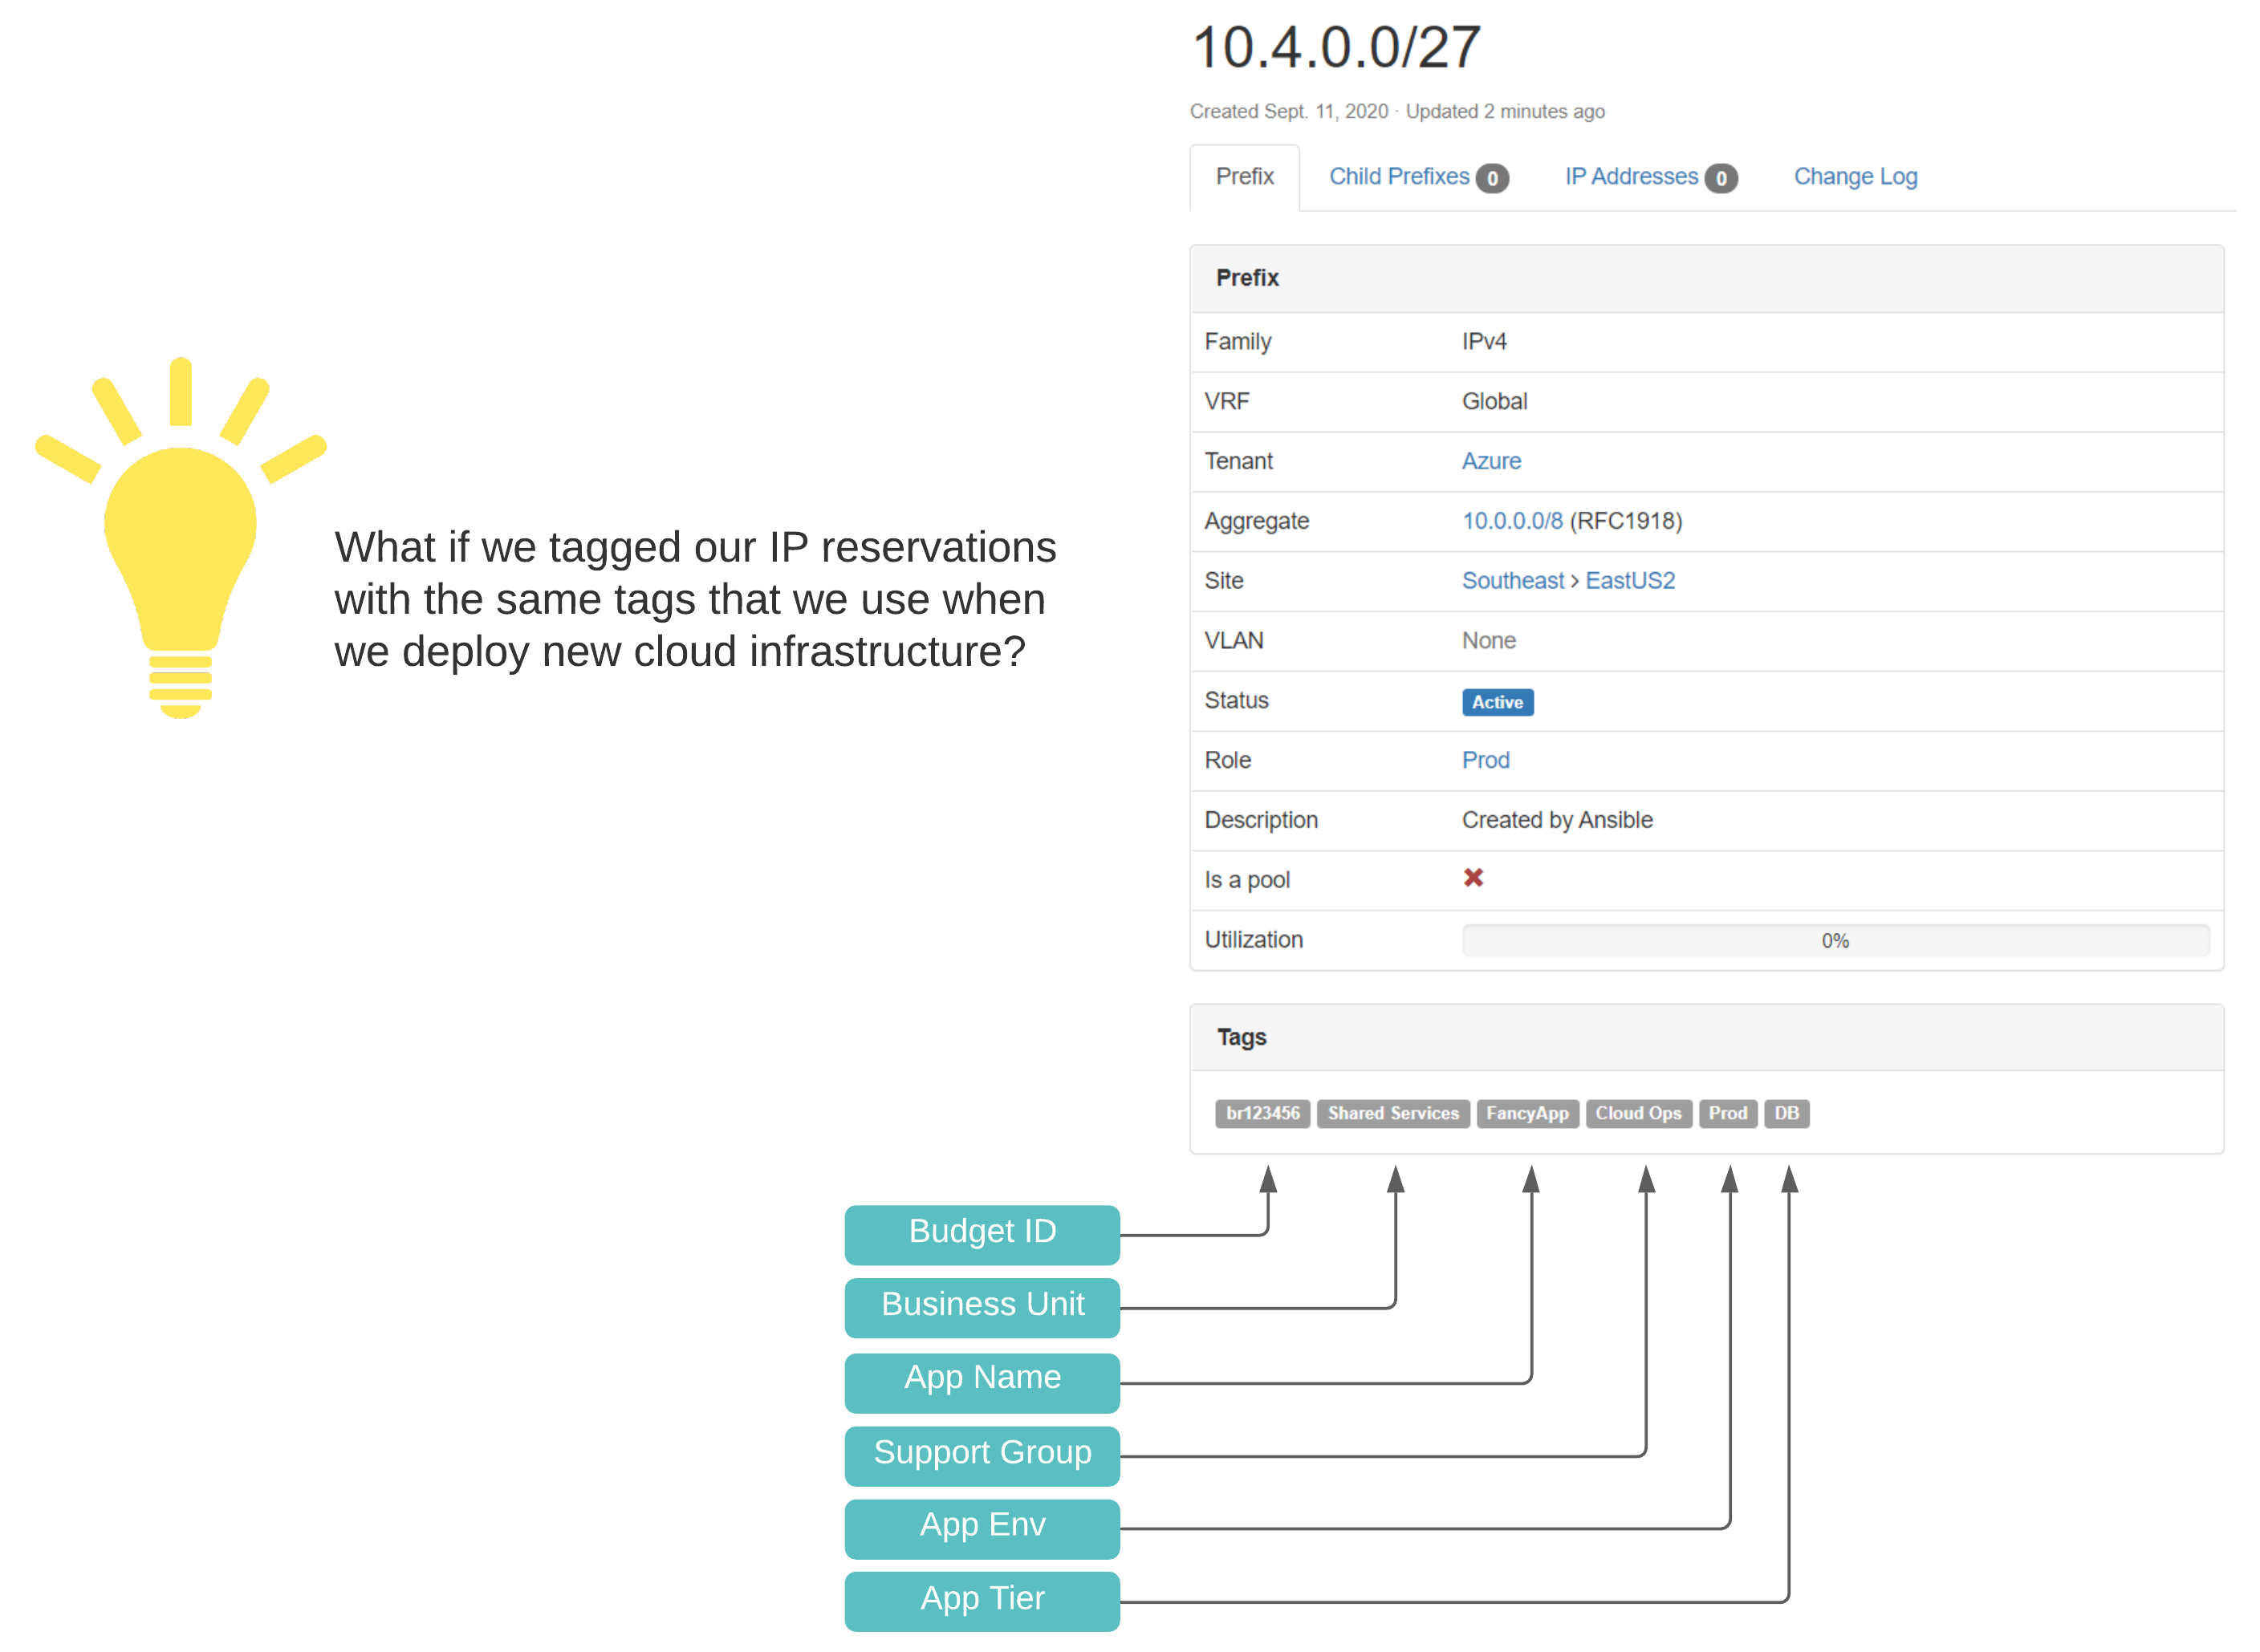 10.4.0.0/27
Created Sept. 11, 2020 · Updated 2 minutes ago
Prefix Child Prefixes 0 IP Addresses 0 Change Log
Prefix
Family IPv4
VRF Global
Tenant Azure
Aggregate 10.0.0.0/8 (RFC1918)
Site Southeast > EastUS2
VLAN None
Status Active
Role Prod
Description Created by Ansible
Is a pool
Utilization 0%
Tags
br123456 Shared Services FancyApp Cloud Ops Prod DB
What if we tagged our IP reservations
with the same tags that we use when
we deploy new cloud infrastructure?
Budget ID
Business Unit
App Name
Support Group
App Env
App Tier